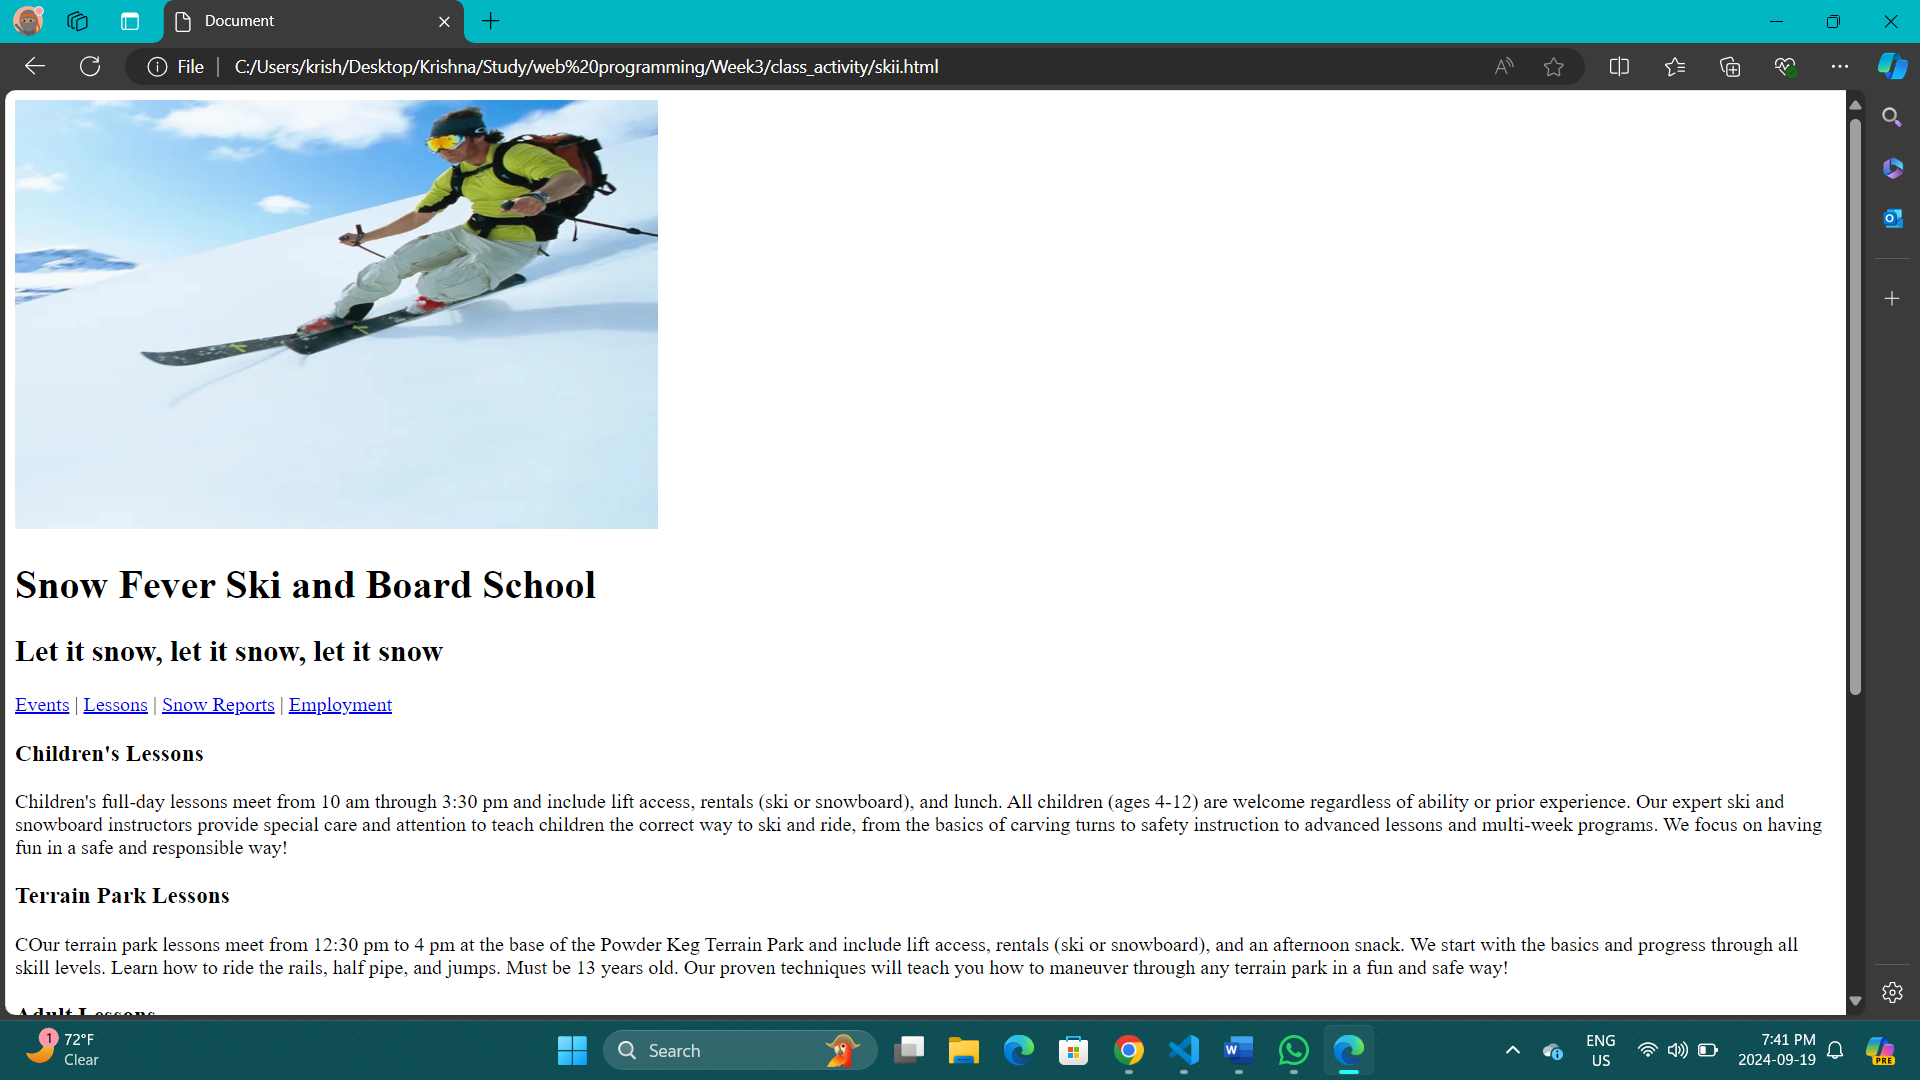 Document
File
C:/Users/krish/Desktop/Krishna/Study/web%20programming/Week3/class_activity/skii.html
Snow Fever Ski and Board School
Let it snow, let it snow, let it snow
Events | Lessons | Snow Reports | Employment
Children's Lessons
Children's full-day lessons meet from 10 am through 3:30 pm and include lift access, rentals (ski or snowboard), and lunch. All children (ages 4-12) are welcome regardless of ability or prior experience. Our expert ski and
snowboard instructors provide special care and attention to teach children the correct way to ski and ride, from the basics of carving turns to safety instruction to advanced lessons and multi-week programs. We focus on having
fun in a safe and responsible way!
Terrain Park Lessons
COur terrain park lessons meet from 12:30 pm to 4 pm at the base of the Powder Keg Terrain Park and include lift access, rentals (ski or snowboard), and an afternoon snack. We start with the basics and progress through all
skill levels. Learn how to ride the rails, half pipe, and jumps. Must be 13 years old. Our proven techniques will teach you how to maneuver through any terrain park in a fun and safe way!
Adult Lessons
1
72°F
Clear
Search
ENG
US
7:41 PM
2024-09-19
PRE